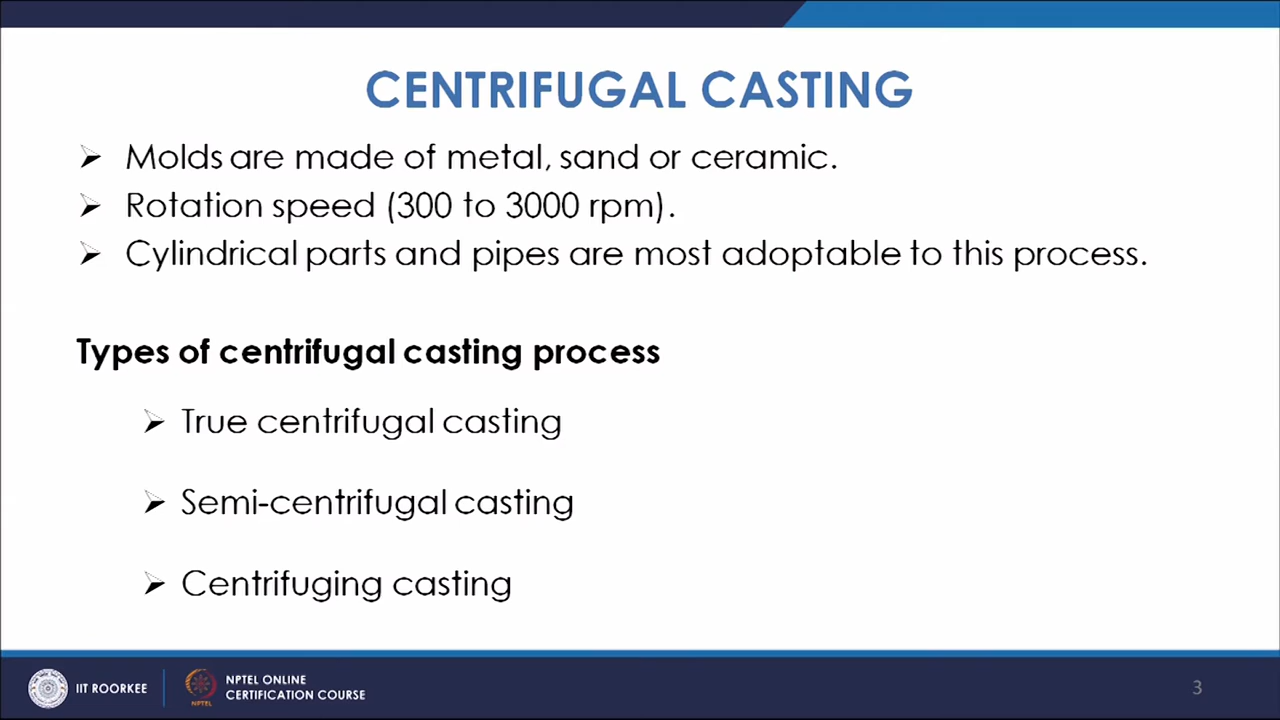 CENTRIFUGAL CASTING
➢ Molds are made of metal, sand or ceramic.
➢ Rotation speed (300 to 3000 rpm).
➢ Cylindrical parts and pipes are most adoptable to this process.
Types of centrifugal casting process
➢ True centrifugal casting
➢ Semi-centrifugal casting
➢ Centrifuging casting
IIT ROORKEE
NPTEL
NPTEL ONLINE
CERTIFICATION COURSE
3